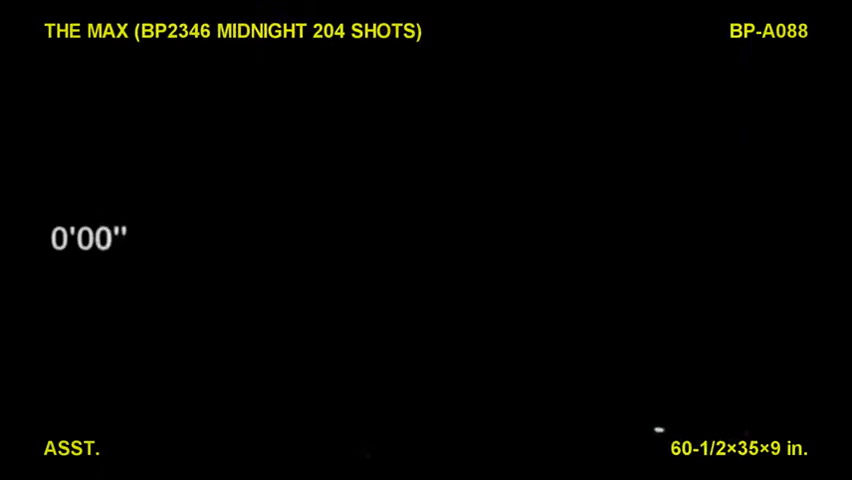 THE MAX (BP2346 MIDNIGHT 204 SHOTS)
BP-A088
0'00"
ASST.
60-1/2×35×9 in.